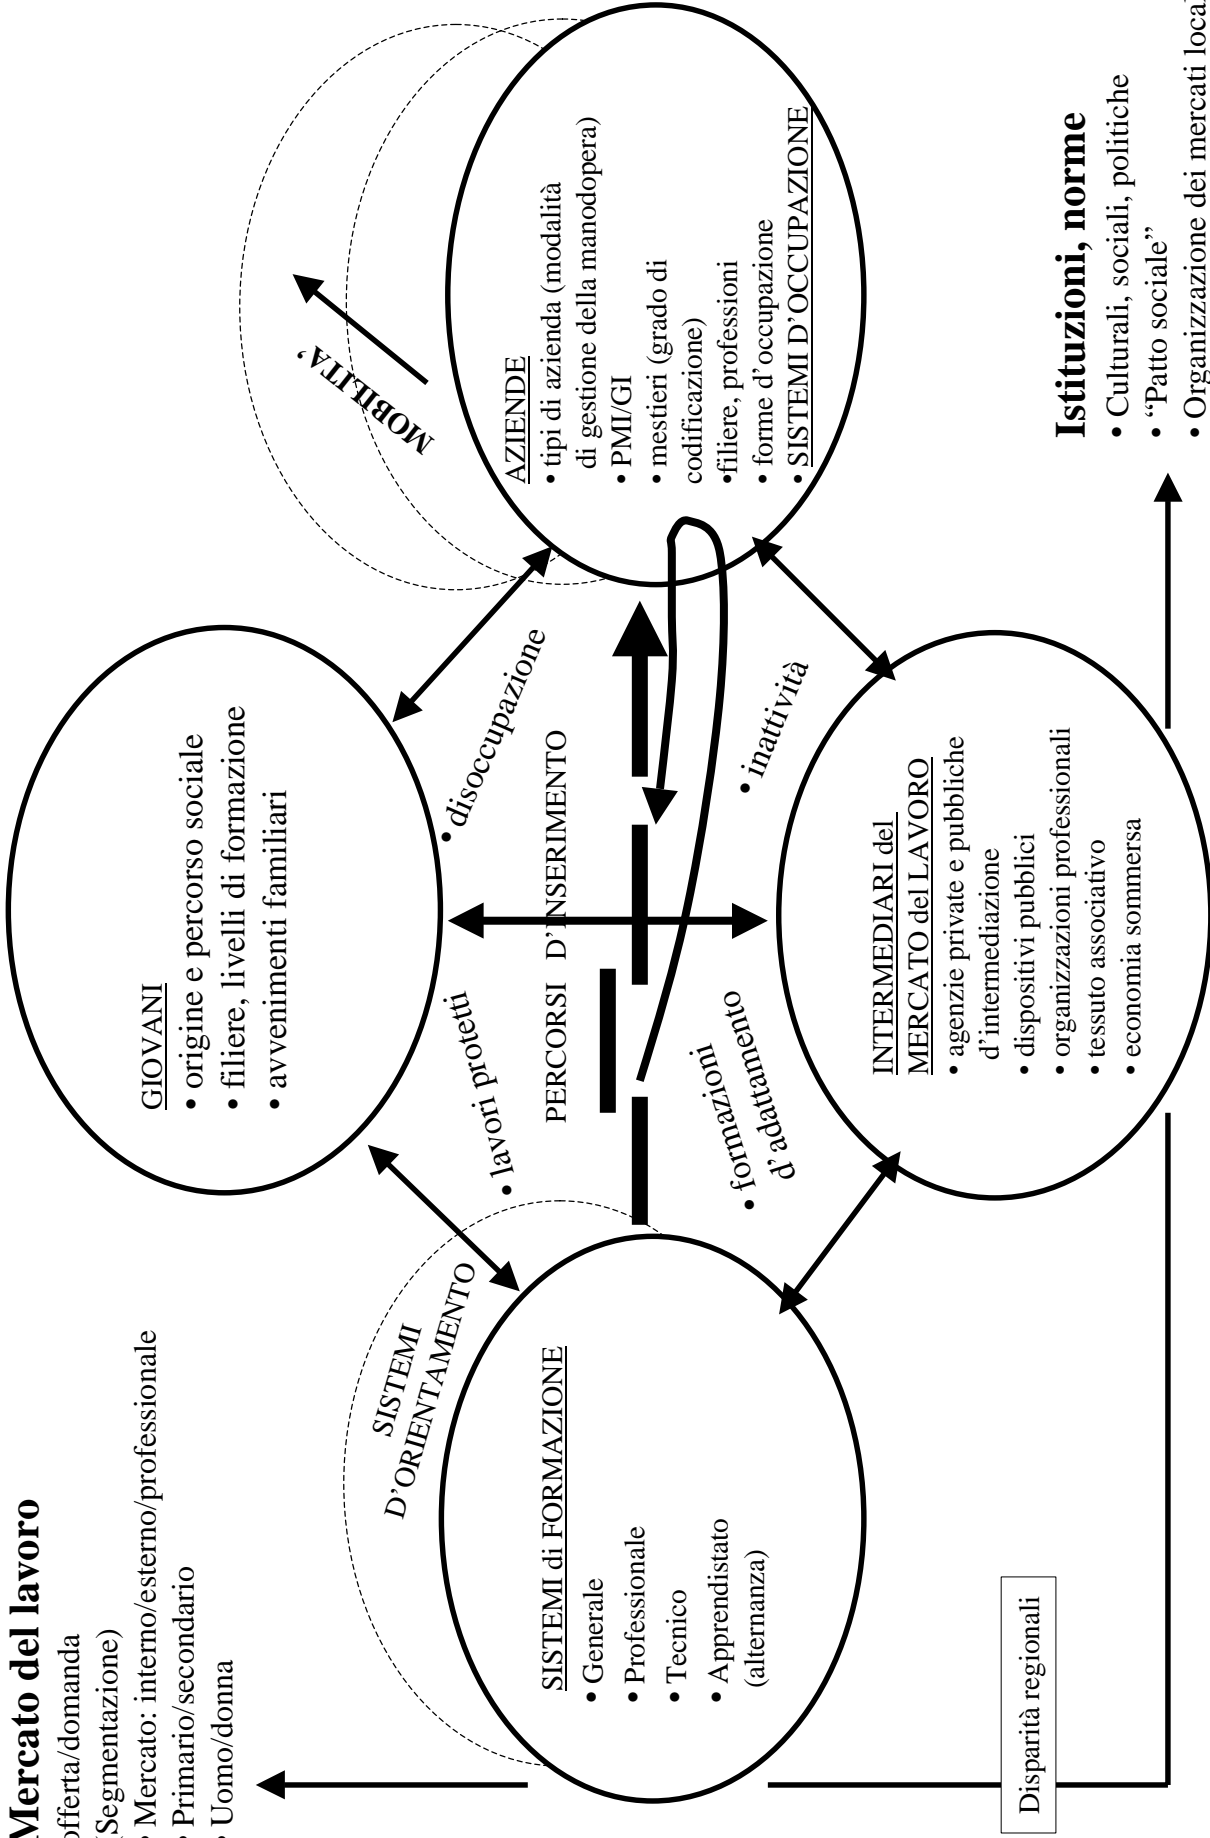 Mercato del lavoro
offerta/domanda
(Segmentazione)
• Mercato: interno/esterno/professionale
• Primario/secondario
• Uomo/donna
GIOVANI
• origine e percorso sociale
• filiere, livelli di formazione
• avvenimenti familiari
MOBILITA’
SISTEMI
D'ORIENTAMENTO
• lavori protetti
• disoccupazione
SISTEMI di FORMAZIONE
• Generale
• Professionale
• Tecnico
• Apprendistato
(alternanza)
PERCORSI D’INSERIMENTO
AZIENDE
• tipi di azienda (modalità
di gestione della manodopera)
• PMI/GI
• mestieri (grado di
codificazione)
•filiere, professioni
• forme d'occupazione
• SISTEMI D’OCCUPAZIONE
• formazioni
d’adattamento
• inattività
INTERMEDIARI del
MERCATO del LAVORO
• agenzie private e pubbliche
d’intermediazione
• dispositivi pubblici
• organizzazioni professionali
• tessuto associativo
• economia sommersa
Disparità regionali
Istituzioni, norme
• Culturali, sociali, politiche
• “Patto sociale”
• Organizzazione dei mercati local